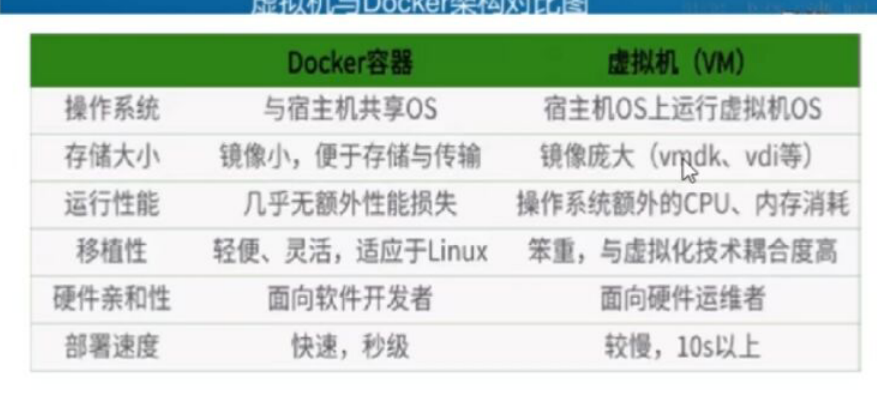 虚拟机与Docker架构对比图
Docker容器 虚拟机（VM）
操作系统 与宿主机共享OS 宿主机OS上运行虚拟机OS
存储大小 镜像小，便于存储与传输 镜像庞大（vmdk、vdi等）
运行性能 几乎无额外性能损失 操作系统额外的CPU、内存消耗
移植性 轻便、灵活，适应于Linux 笨重，与虚拟化技术耦合度高
硬件亲和性 面向软件开发者 面向硬件运维者
部署速度 快速，秒级 较慢，10s以上